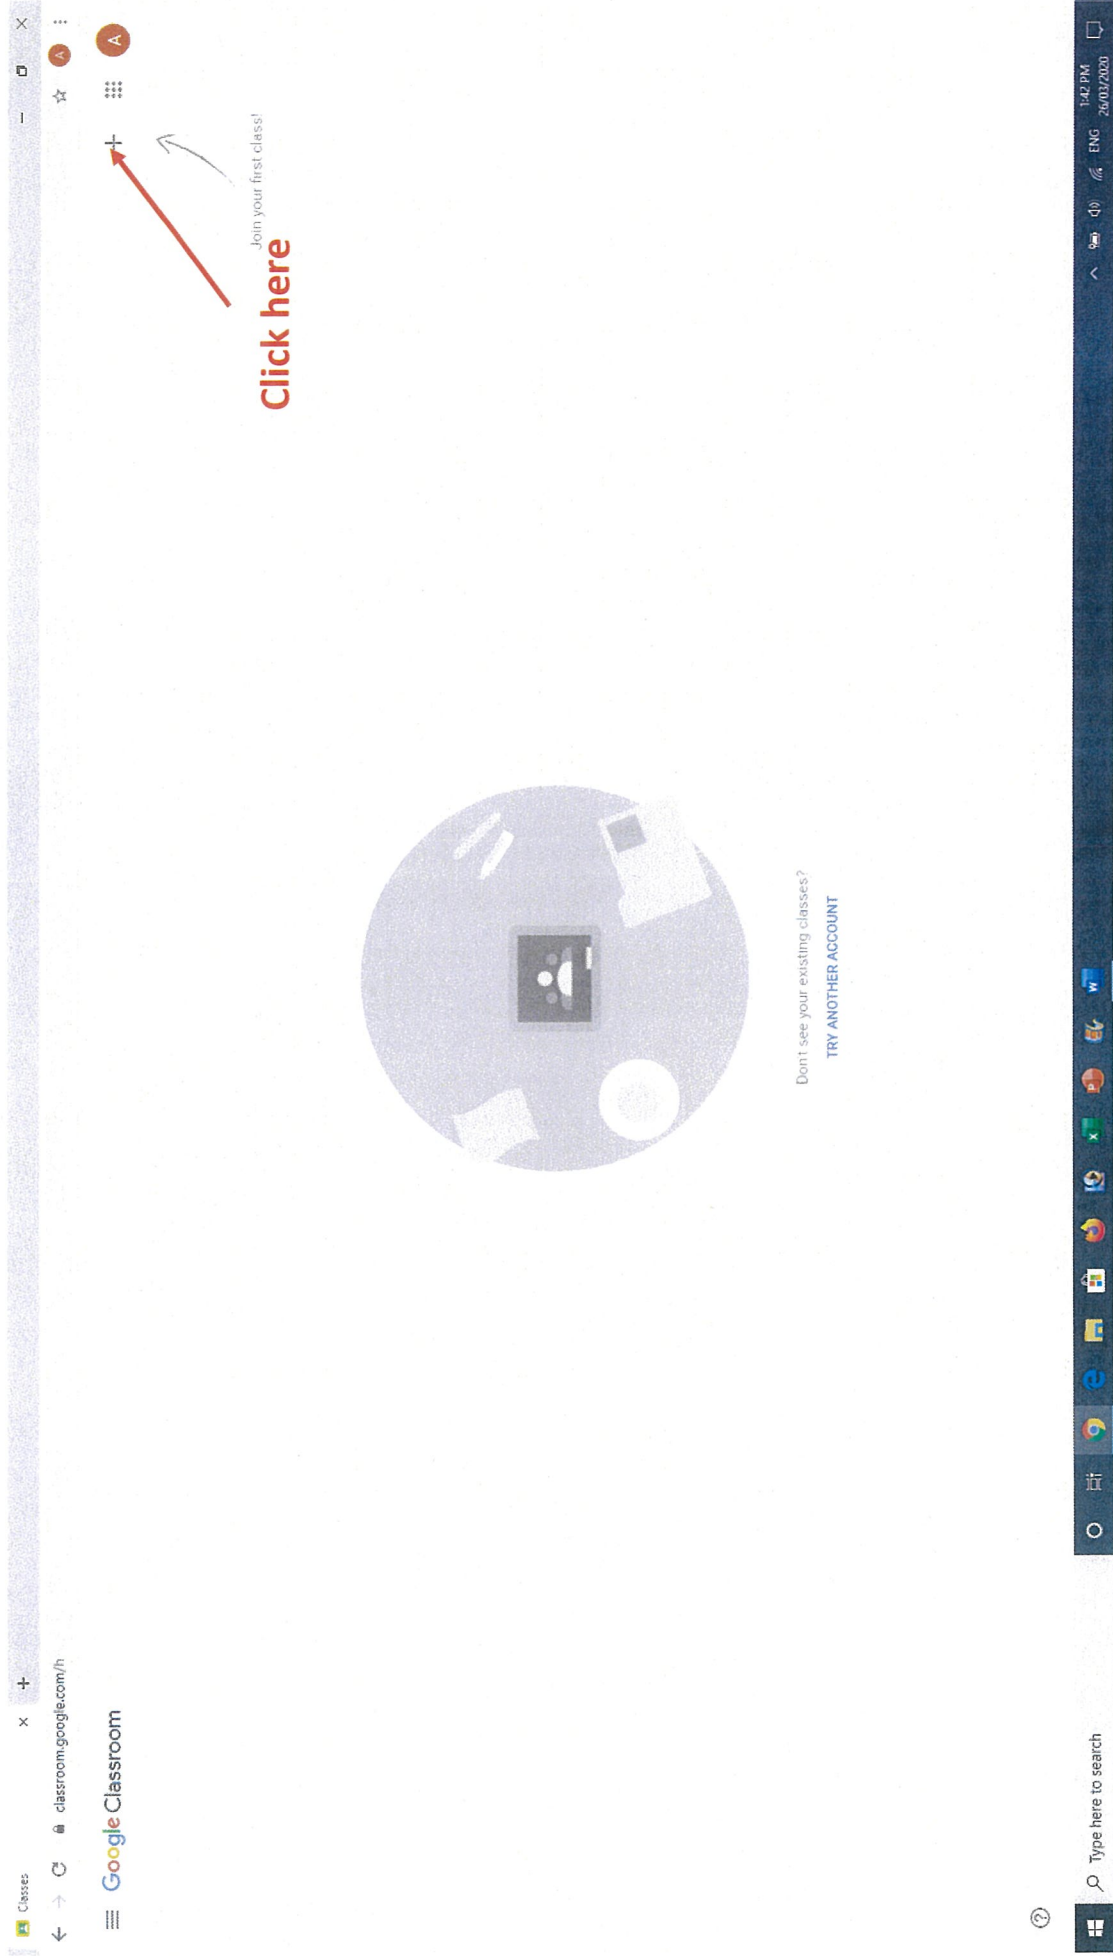 Classes
classroom.google.com/h
Google Classroom
A
A
Join your first class!
Click here
Don't see your existing classes?
TRY ANOTHER ACCOUNT
Type here to search
ENG
1:42 PM
26/03/2020